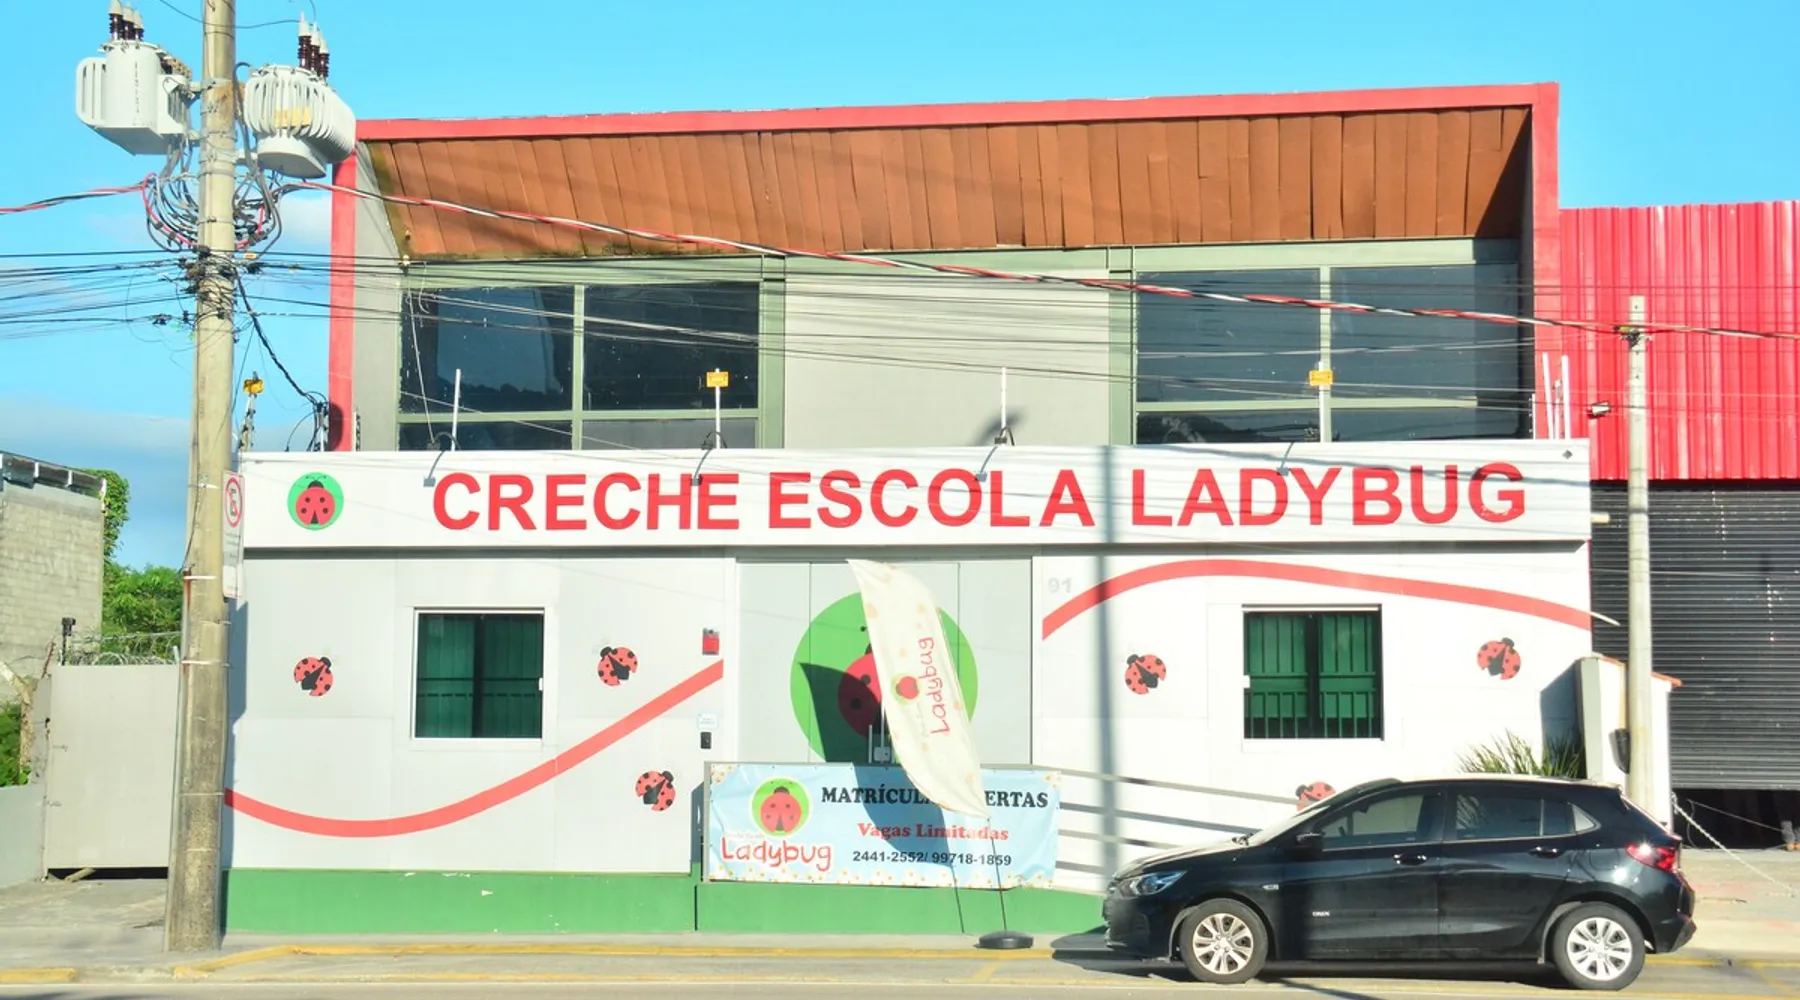 CRECHE ESCOLA LADYBUG
91
Ladybug
MATRÍCUL ERTAS
Vagas Limitadas
Ladybug
2441-2552/ 99718-1859